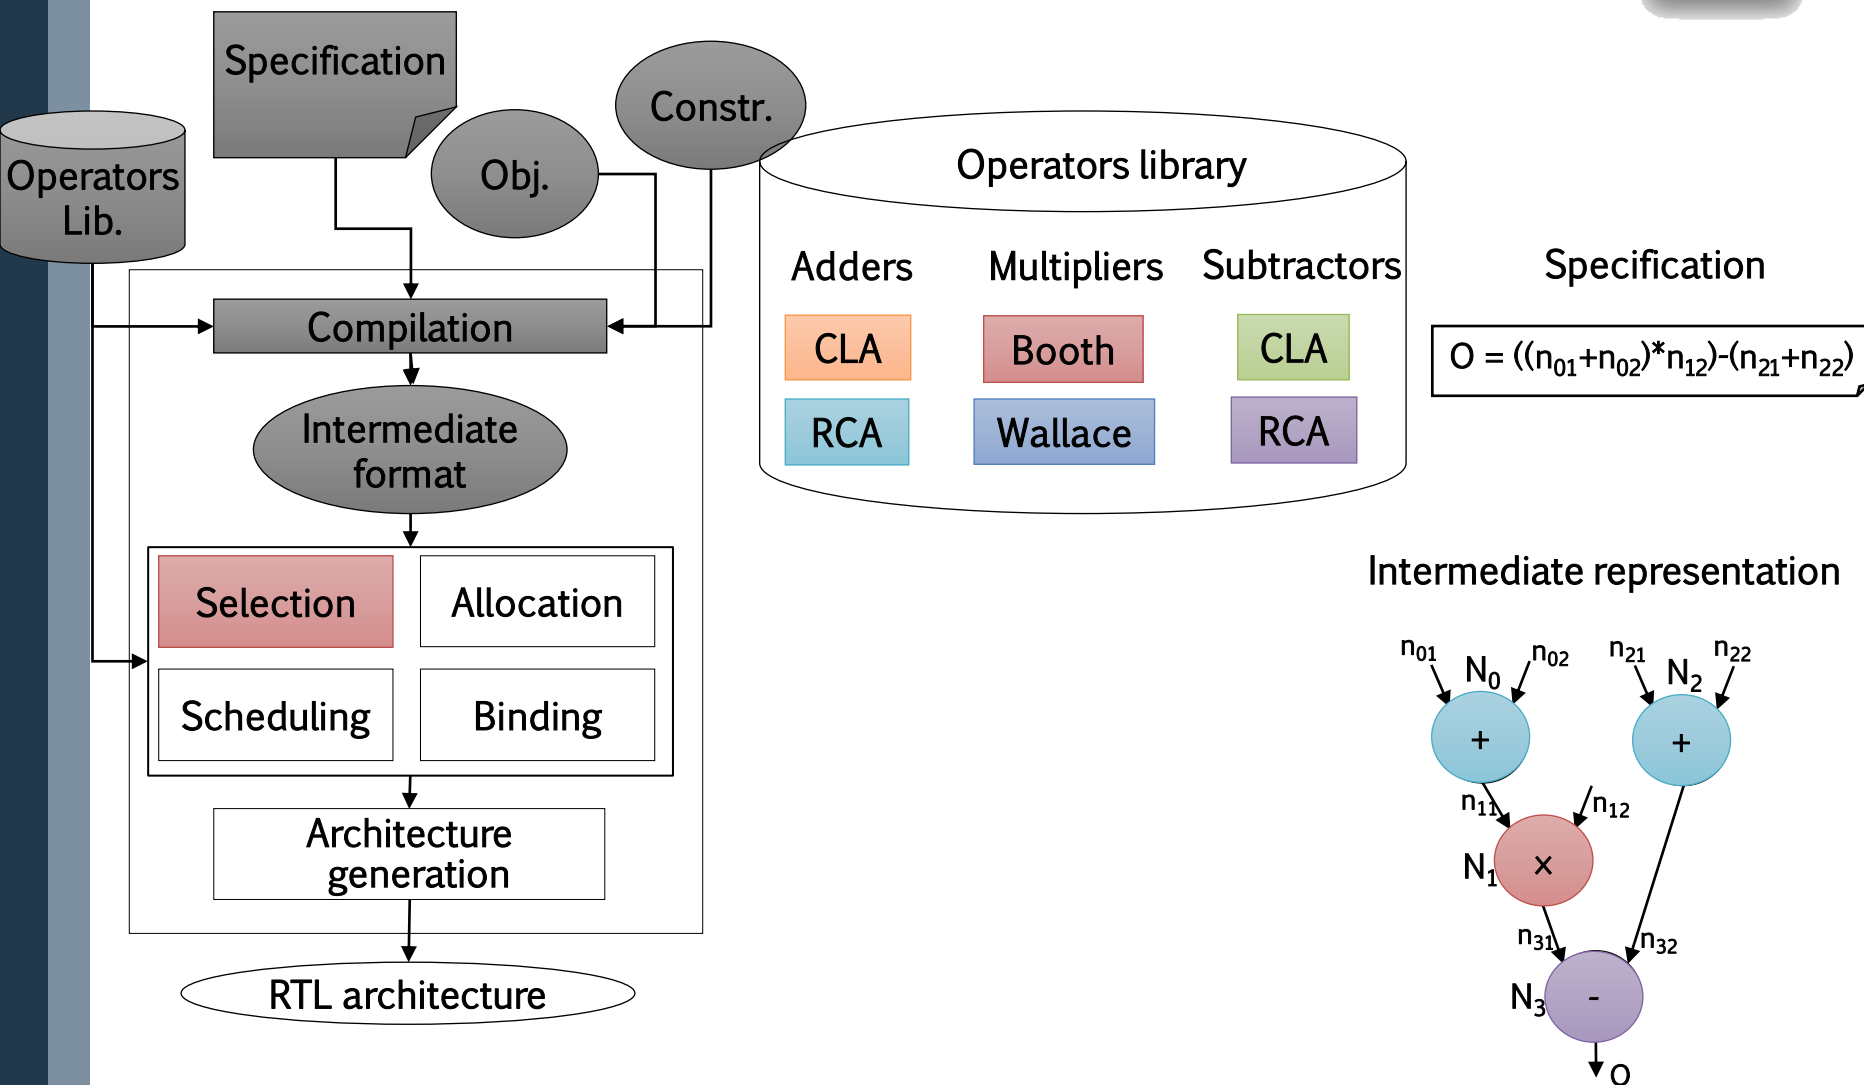 Specification
Constr.
Obj.
Operators
Lib.
Compilation
Intermediate
format
Selection
Allocation
Scheduling
Binding
Architecture
generation
RTL architecture
Operators library
Adders
Multipliers
Subtractors
CLA
Booth
CLA
RCA
Wallace
RCA
Specification
O = ((n01+n02)*n12)-(n21+n22)
Intermediate representation
n01
N0
n02
n21
N2
n22
+
+
n11
n12
N1
x
n31
n32
N3
-
O